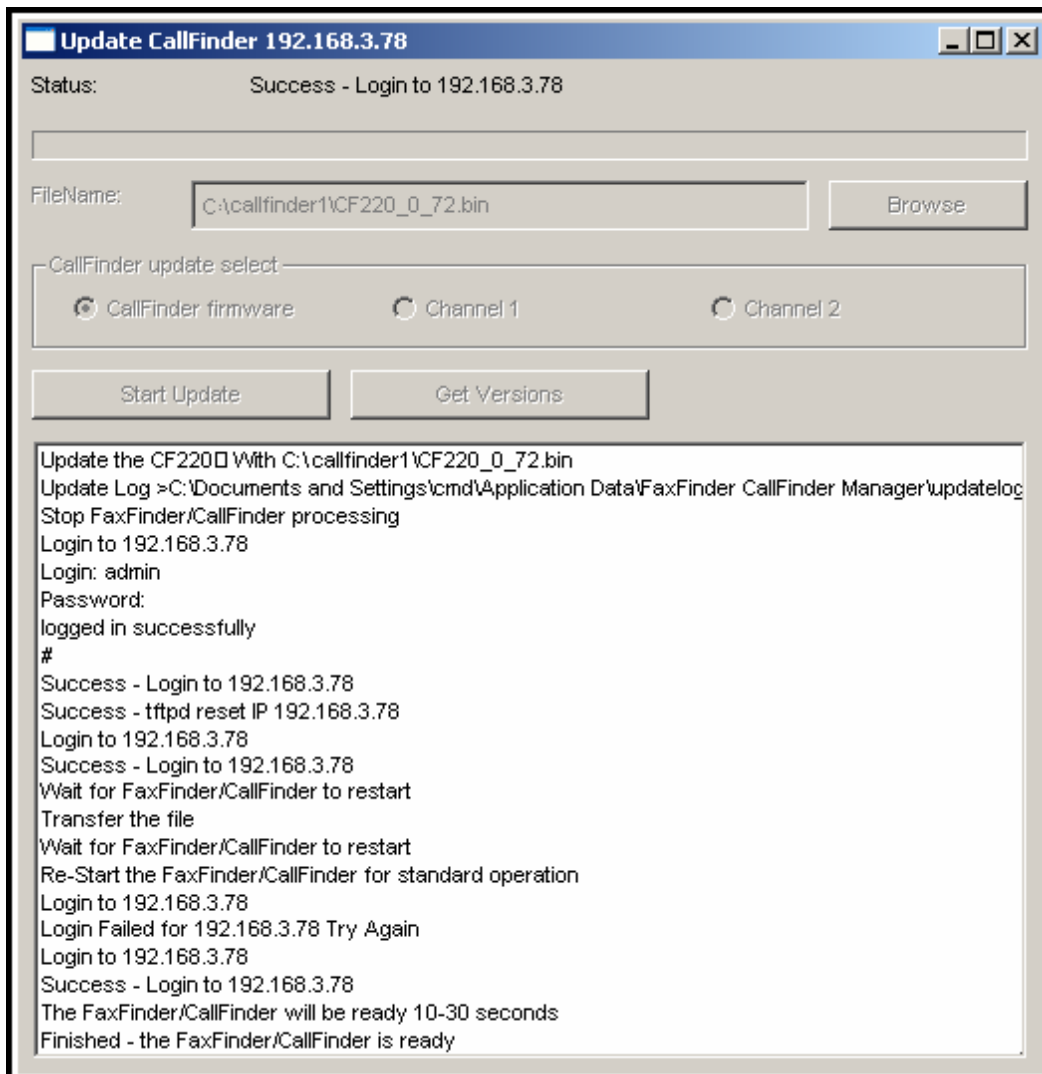 Update CallFinder 192.168.3.78
Status: Success - Login to 192.168.3.78
FileName: C:\callfinder1\CF220_0_72.bin Browse
CallFinder update select
CallFinder firmware Channel 1 Channel 2
Start Update Get Versions
Update the CF220□ With C:\callfinder1\CF220_0_72.bin
Update Log >C:\Documents and Settings\cmd\Application Data\FaxFinder CallFinder Manager\updatelog
Stop FaxFinder/CallFinder processing
Login to 192.168.3.78
Login: admin
Password:
logged in successfully
#
Success - Login to 192.168.3.78
Success - tftpd reset IP 192.168.3.78
Login to 192.168.3.78
Success - Login to 192.168.3.78
Wait for FaxFinder/CallFinder to restart
Transfer the file
Wait for FaxFinder/CallFinder to restart
Re-Start the FaxFinder/CallFinder for standard operation
Login to 192.168.3.78
Login Failed for 192.168.3.78 Try Again
Login to 192.168.3.78
Success - Login to 192.168.3.78
The FaxFinder/CallFinder will be ready 10-30 seconds
Finished - the FaxFinder/CallFinder is ready